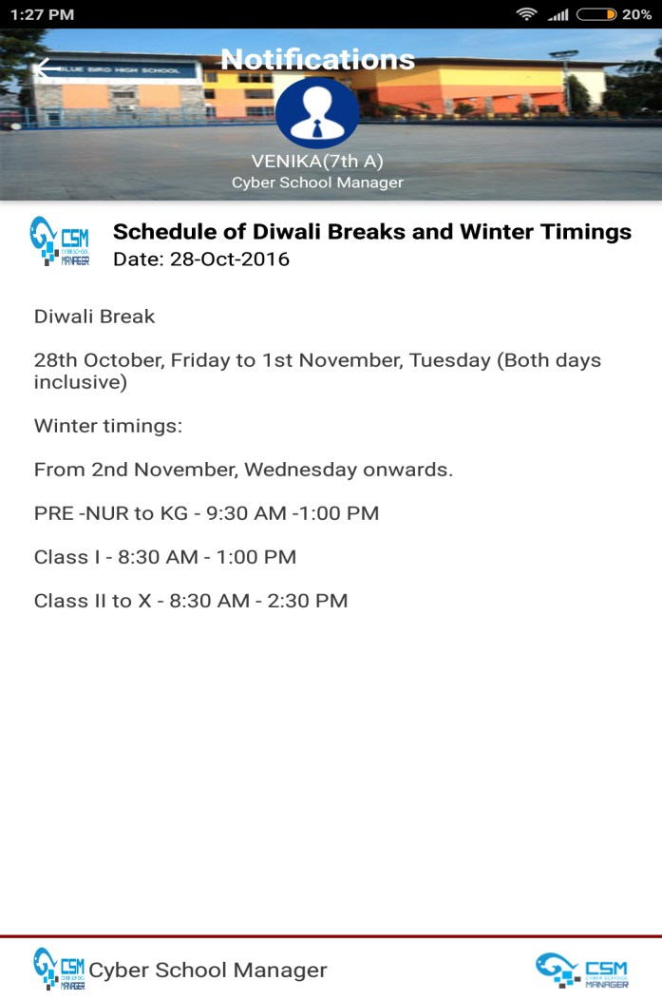 1:27 PM
20%
Notifications
BLUE BIRD HIGH SCHOOL
VENIKA(7th A)
Cyber School Manager
CSM
CYBER SCHOOL
MANAGER
Schedule of Diwali Breaks and Winter Timings
Date: 28-Oct-2016
Diwali Break
28th October, Friday to 1st November, Tuesday (Both days
inclusive)
Winter timings:
From 2nd November, Wednesday onwards.
PRE -NUR to KG - 9:30 AM -1:00 PM
Class I - 8:30 AM - 1:00 PM
Class II to X - 8:30 AM - 2:30 PM
CSM
CYBER SCHOOL
MANAGER
Cyber School Manager
CSM
CYBER SCHOOL
MANAGER